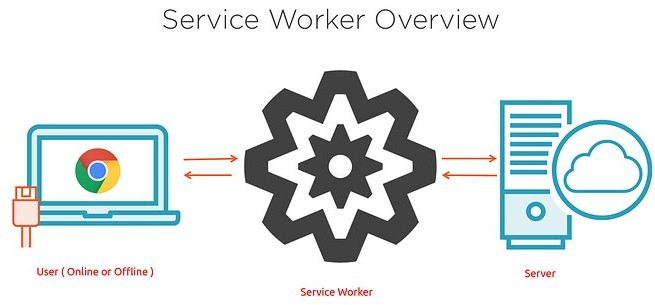 Service Worker Overview
User ( Online or Offline )
Service Worker
Server